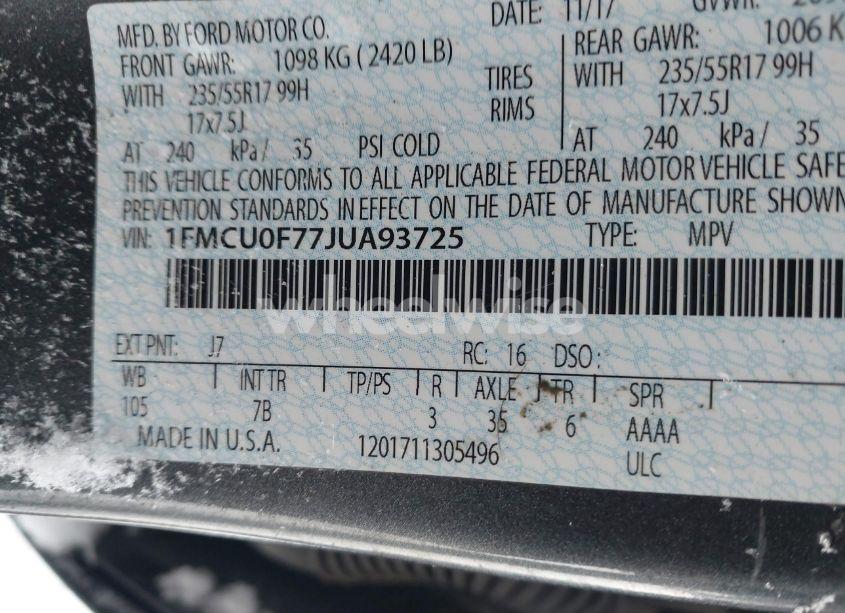 MFD. BY FORD MOTOR CO.
DATE: 11/17 GVWR:
FRONT GAWR: 1098 KG ( 2420 LB)
REAR GAWR: 1006 K
WITH 235/55R17 99H TIRES WITH 235/55R17 99H
17x7.5J RIMS 17x7.5J
AT 240 kPa / 35 PSI COLD AT 240 kPa / 35
THIS VEHICLE CONFORMS TO ALL APPLICABLE FEDERAL MOTOR VEHICLE SAFE
PREVENTION STANDARDS IN EFFECT ON THE DATE OF MANUFACTURE SHOWN
VIN: 1FMCU0F77JUA93725 TYPE: MPV
wheelwise
EXT PNT: J7 RC: 16 DSO:
WB INT TR TP/PS R AXLE TR SPR
105 7B 3 35 6 AAAA
MADE IN U.S.A. 1201711305496 ULC